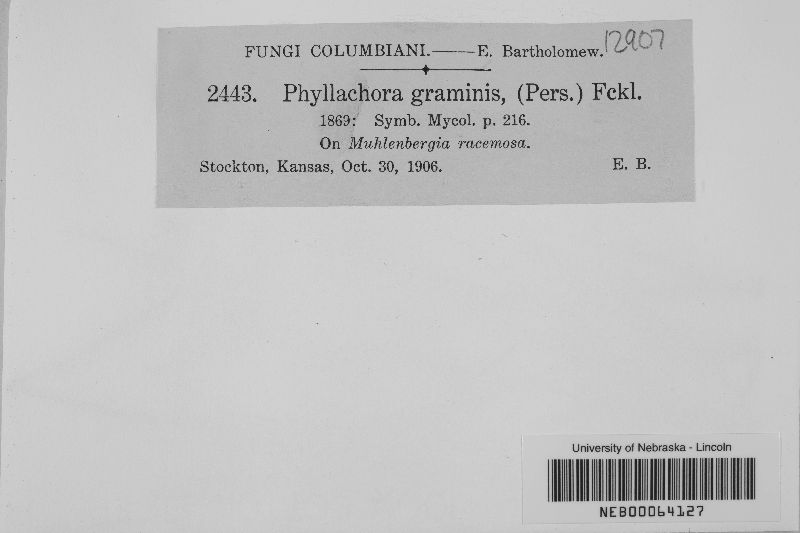 FUNGI COLUMBIANI.——E. Bartholomew. 12907
2443. Phyllachora graminis, (Pers.) Fckl.
1869: Symb. Mycol. p. 216.
On Muhlenbergia racemosa.
Stockton, Kansas, Oct. 30, 1906. E. B.
University of Nebraska - Lincoln
NEB00064127